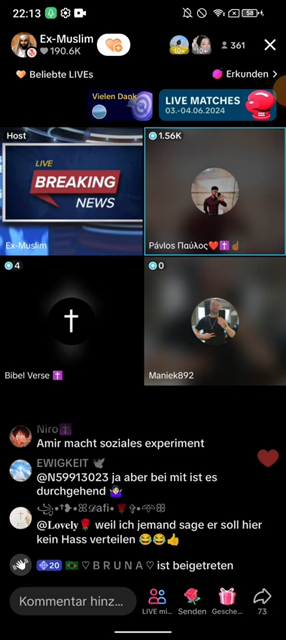 22:13
58
Ex-Muslim
190.6K
361
Beliebte LIVEs
Erkunden >
Vielen Dank
LIVE MATCHES
03.-04.06.2024
Host
1.56K
LIVE
BREAKING
NEWS
Ex-Muslim
Pávlos Παύλος❤️✝️☝🏾
4
0
Bibel Verse ✝️
Maniek892
Niro✝️
Amir macht soziales experiment
EWIGKEIT 🕊
@N59913023 ja aber bei mit ist es
durchgehend 🤷‍♀️
@𝐋𝐨𝐯𝐞𝐥𝐲🌹 weil ich jemand sage er soll hier
kein Hass verteilen 😂😂👍
20 🇧🇷 ♡ B R U N A ♡ ist beigetreten
Kommentar hinz...
LIVE mi...
Senden
Gesche...
73